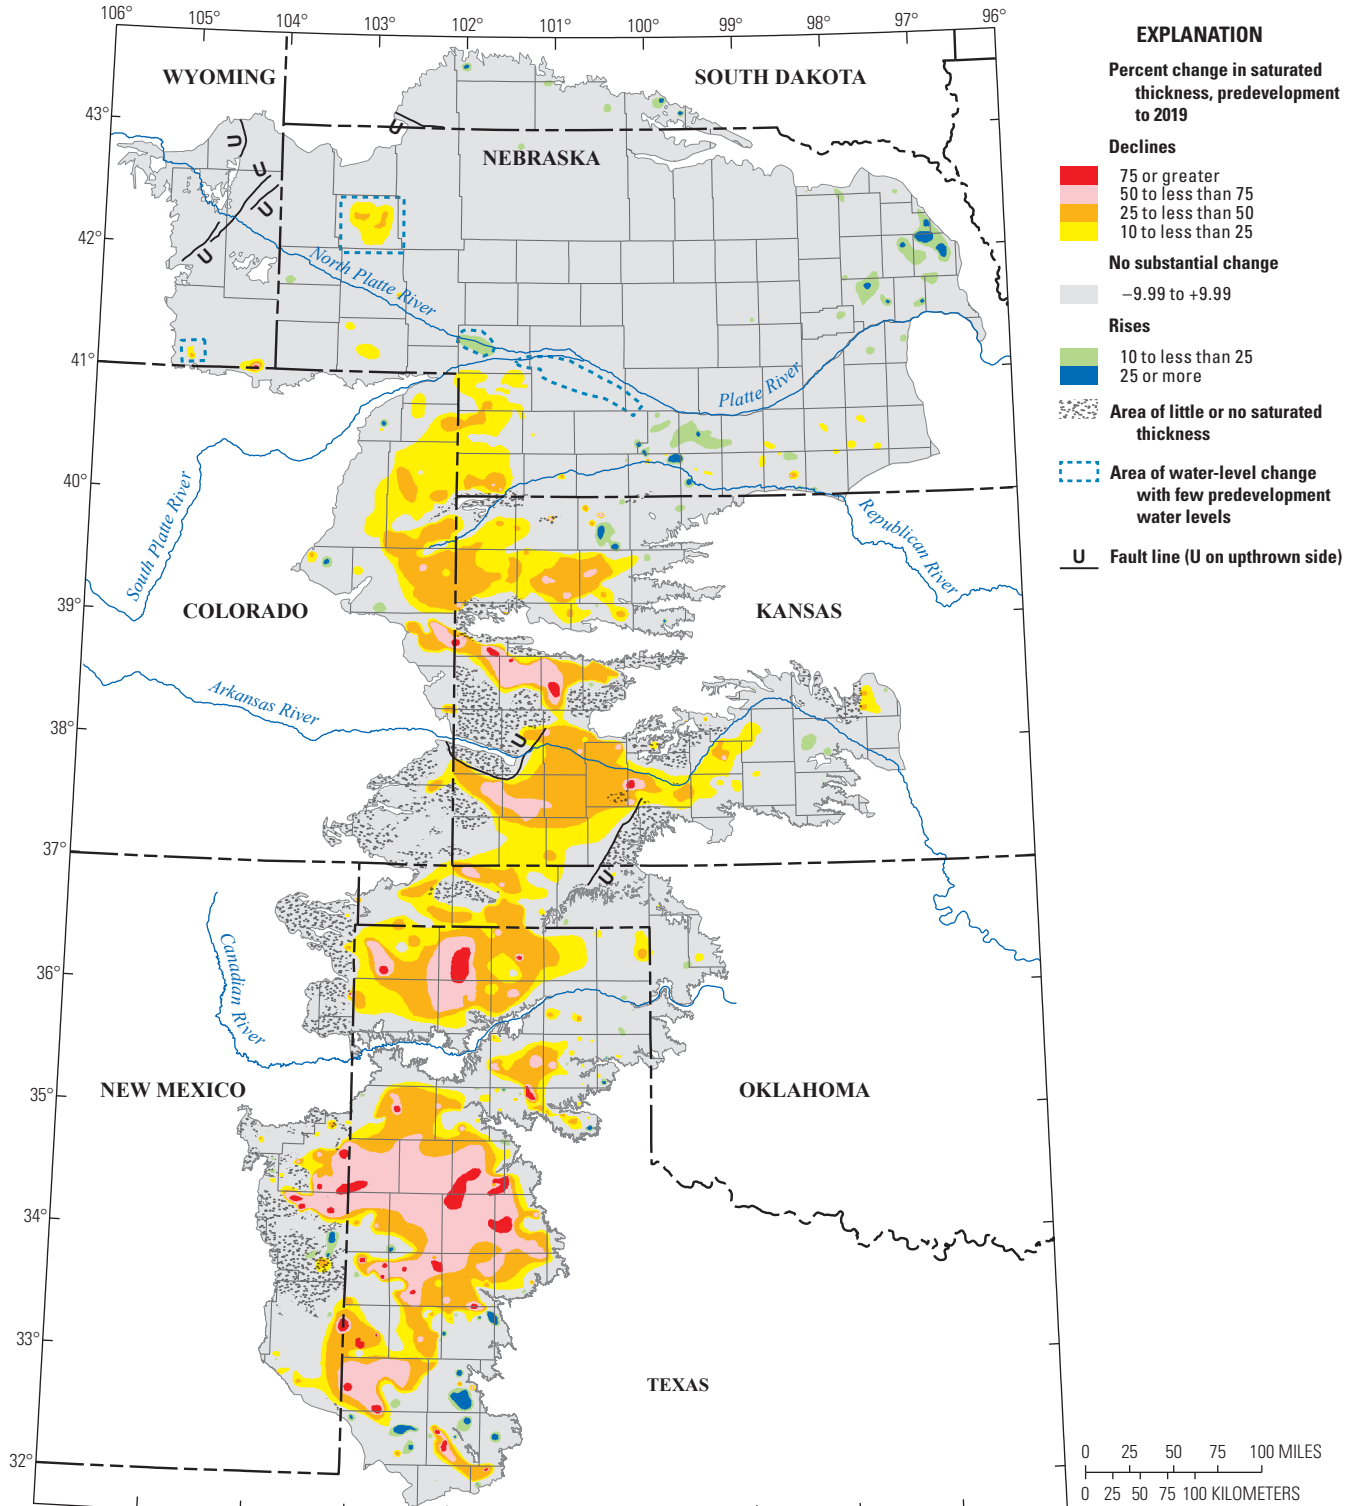 106° 105° 104° 103° 102° 101° 100° 99° 98° 97° 96°
WYOMING
SOUTH DAKOTA
43°
U
U
U
NEBRASKA
U
U
42°
North Platte River
41°
Platte River
40°
South Platte River
Republican River
39°
COLORADO
KANSAS
Arkansas River
38°
U
37°
U
Canadian River
36°
35°
NEW MEXICO
OKLAHOMA
34°
33°
TEXAS
32°
EXPLANATION
Percent change in saturated
thickness, predevelopment
to 2019
Declines
75 or greater
50 to less than 75
25 to less than 50
10 to less than 25
No substantial change
−9.99 to +9.99
Rises
10 to less than 25
25 or more
Area of little or no saturated
thickness
Area of water-level change
with few predevelopment
water levels
U Fault line (U on upthrown side)
0 25 50 75 100 MILES
0 25 50 75 100 KILOMETERS